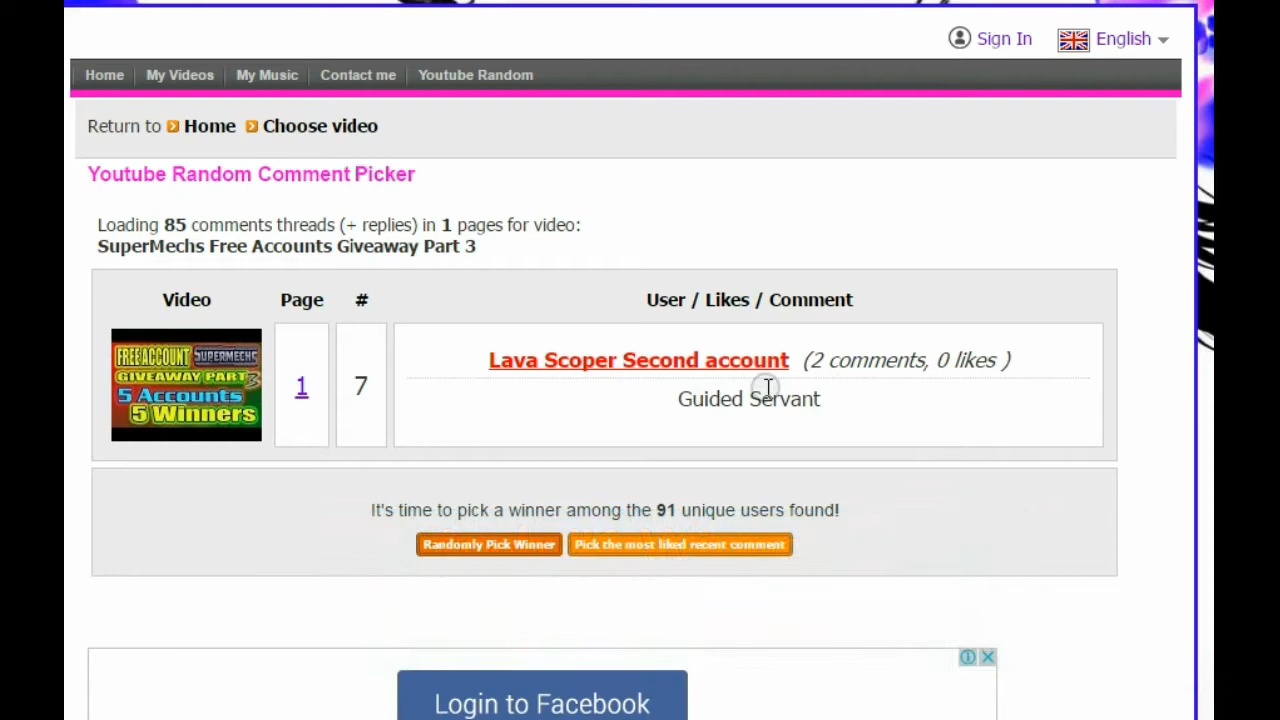 Sign In English
Home My Videos My Music Contact me Youtube Random
Return to Home Choose video
Youtube Random Comment Picker
Loading 85 comments threads (+ replies) in 1 pages for video:
SuperMechs Free Accounts Giveaway Part 3
Video Page # User / Likes / Comment
FREE ACCOUNT SUPERMECHS
GIVEAWAY PART 3
5 Accounts
5 Winners
1 7
Lava Scoper Second account (2 comments, 0 likes )
Guided Servant
It's time to pick a winner among the 91 unique users found!
Randomly Pick Winner Pick the most liked recent comment
Login to Facebook